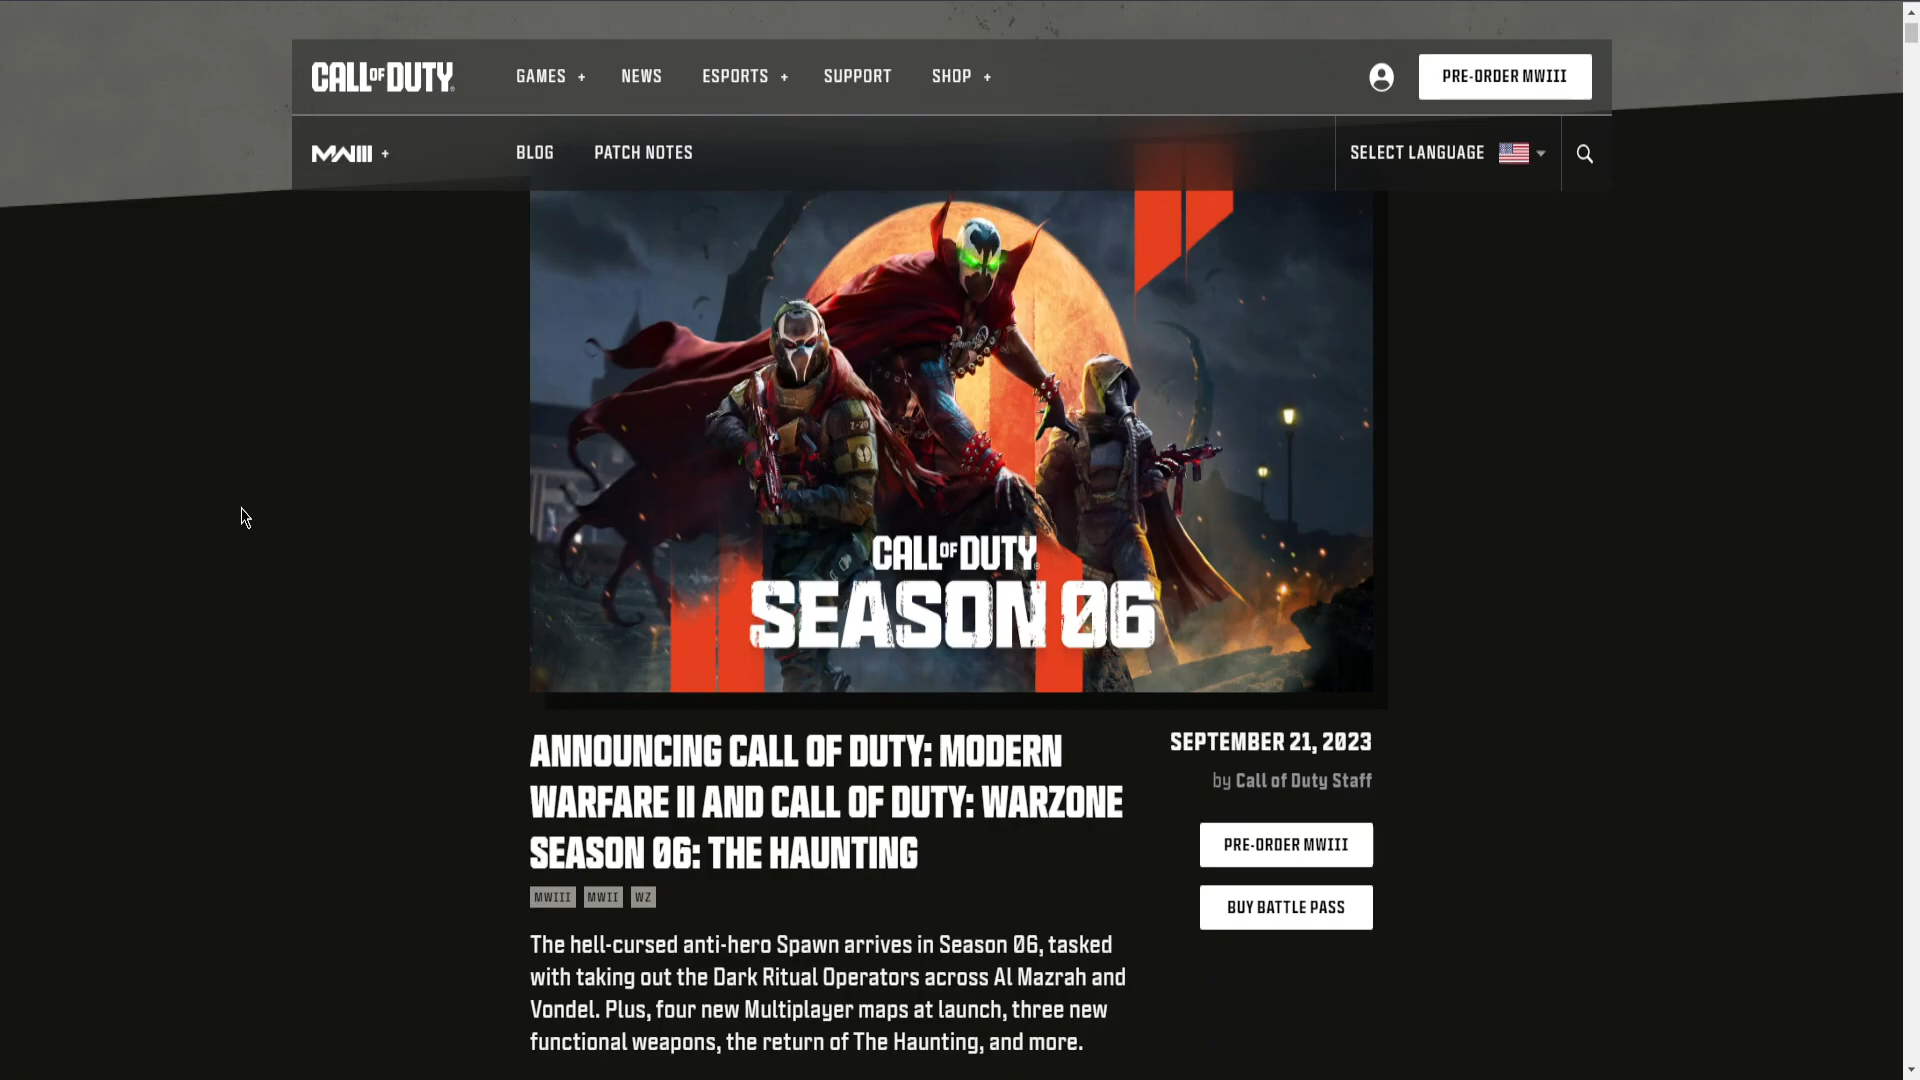 CALL OF DUTY
GAMES +
NEWS
ESPORTS +
SUPPORT
SHOP +
PRE-ORDER MWIII
MWIII +
BLOG
PATCH NOTES
SELECT LANGUAGE
Z-20
CALL OF DUTY
SEASON 06
ANNOUNCING CALL OF DUTY: MODERN
WARFARE II AND CALL OF DUTY: WARZONE
SEASON 06: THE HAUNTING
MWIII MWII WZ
The hell-cursed anti-hero Spawn arrives in Season 06, tasked
with taking out the Dark Ritual Operators across Al Mazrah and
Vondel. Plus, four new Multiplayer maps at launch, three new
functional weapons, the return of The Haunting, and more.
SEPTEMBER 21, 2023
by Call of Duty Staff
PRE-ORDER MWIII
BUY BATTLE PASS